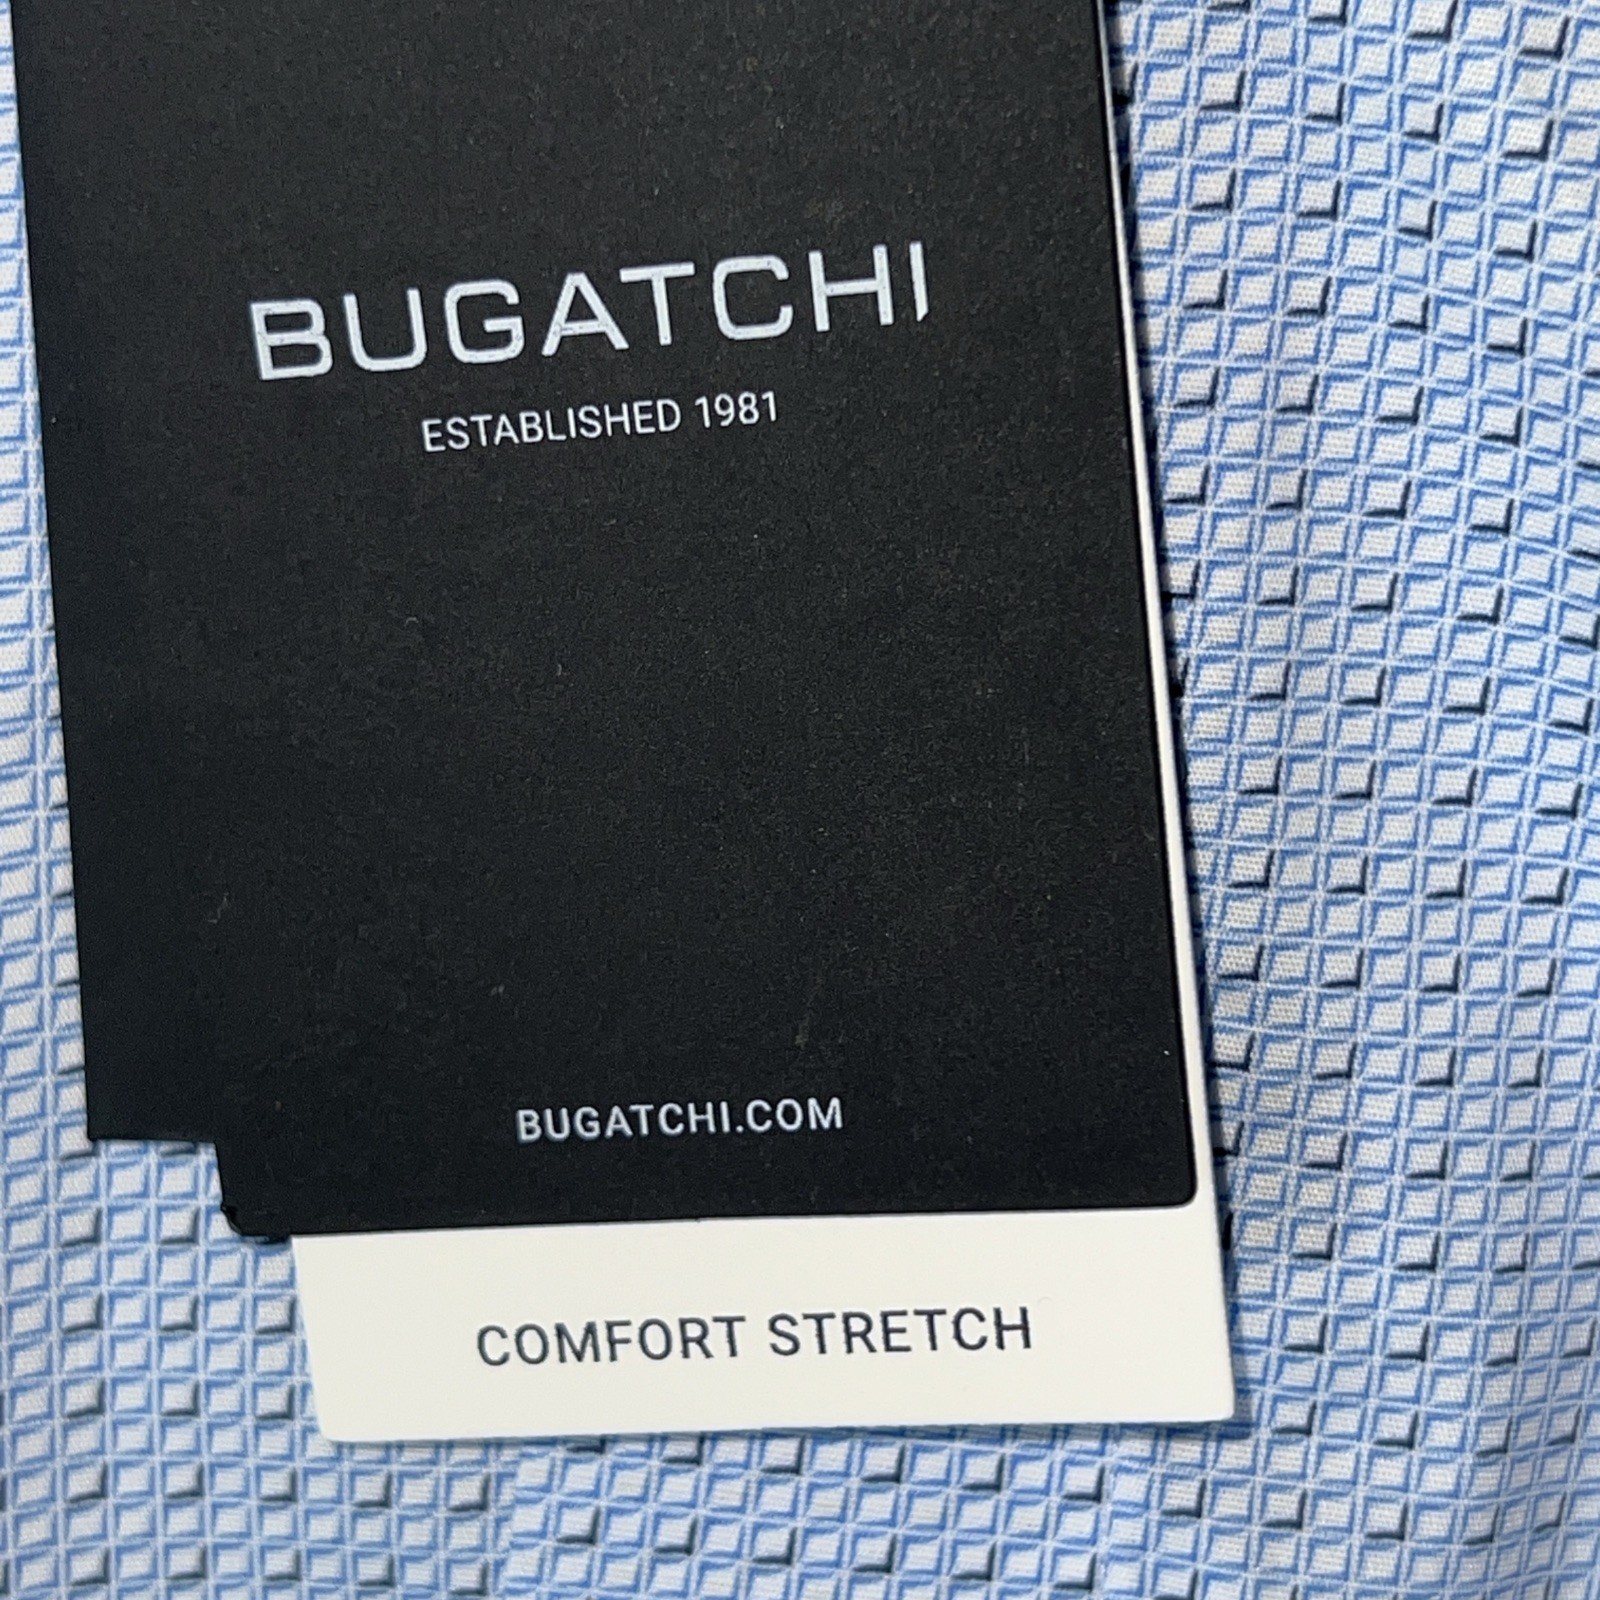 BUGATCHI
ESTABLISHED 1981
BUGATCHI.COM
COMFORT STRETCH